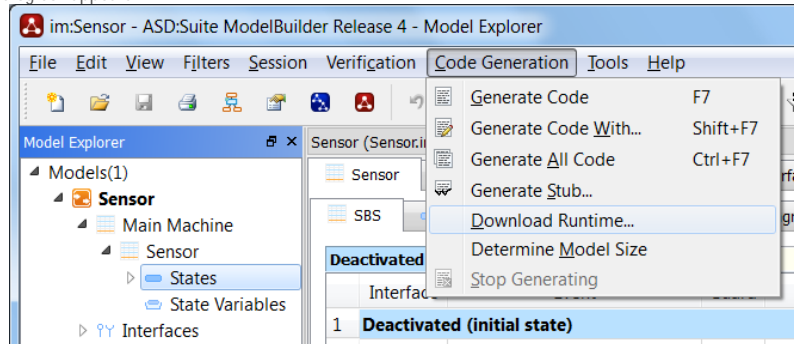 im:Sensor - ASD:Suite ModelBuilder Release 4 - Model Explorer
File Edit View Filters Session Verification Code Generation Tools Help
Generate Code F7
Generate Code With... Shift+F7
Generate All Code Ctrl+F7
Generate Stub...
Download Runtime...
Determine Model Size
Stop Generating
Model Explorer
Models(1)
Sensor
Main Machine
Sensor
States
State Variables
Interfaces
Sensor (Sensor.i
Sensor
SBS
Deactivated
Interface
1 Deactivated (initial state)